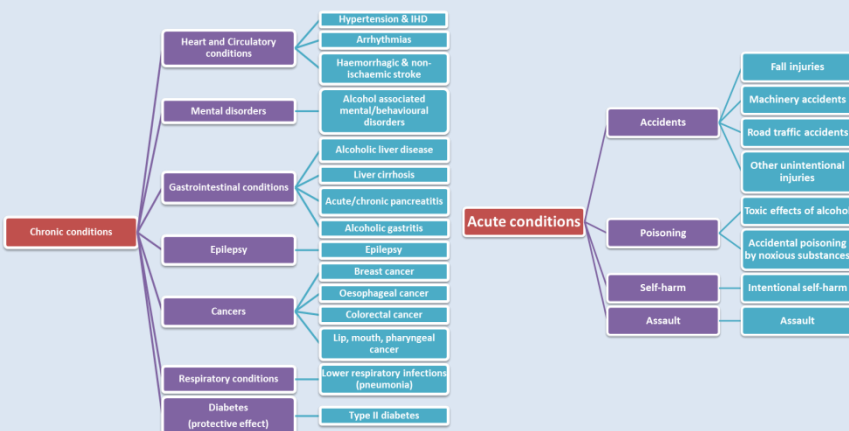 Chronic conditions
Heart and Circulatory
conditions
Hypertension & IHD
Arrhythmias
Haemorrhagic & non-
ischaemic stroke
Mental disorders
Alcohol associated
mental/behavioural
disorders
Gastrointestinal conditions
Alcoholic liver disease
Liver cirrhosis
Acute/chronic pancreatitis
Alcoholic gastritis
Epilepsy
Epilepsy
Cancers
Breast cancer
Oesophageal cancer
Colorectal cancer
Lip, mouth, pharyngeal
cancer
Respiratory conditions
Lower respiratory infections
(pneumonia)
Diabetes
(protective effect)
Type II diabetes
Acute conditions
Accidents
Fall injuries
Machinery accidents
Road traffic accidents
Other unintentional
injuries
Poisoning
Toxic effects of alcohol
Accidental poisoning
by noxious substances
Self-harm
Intentional self-harm
Assault
Assault